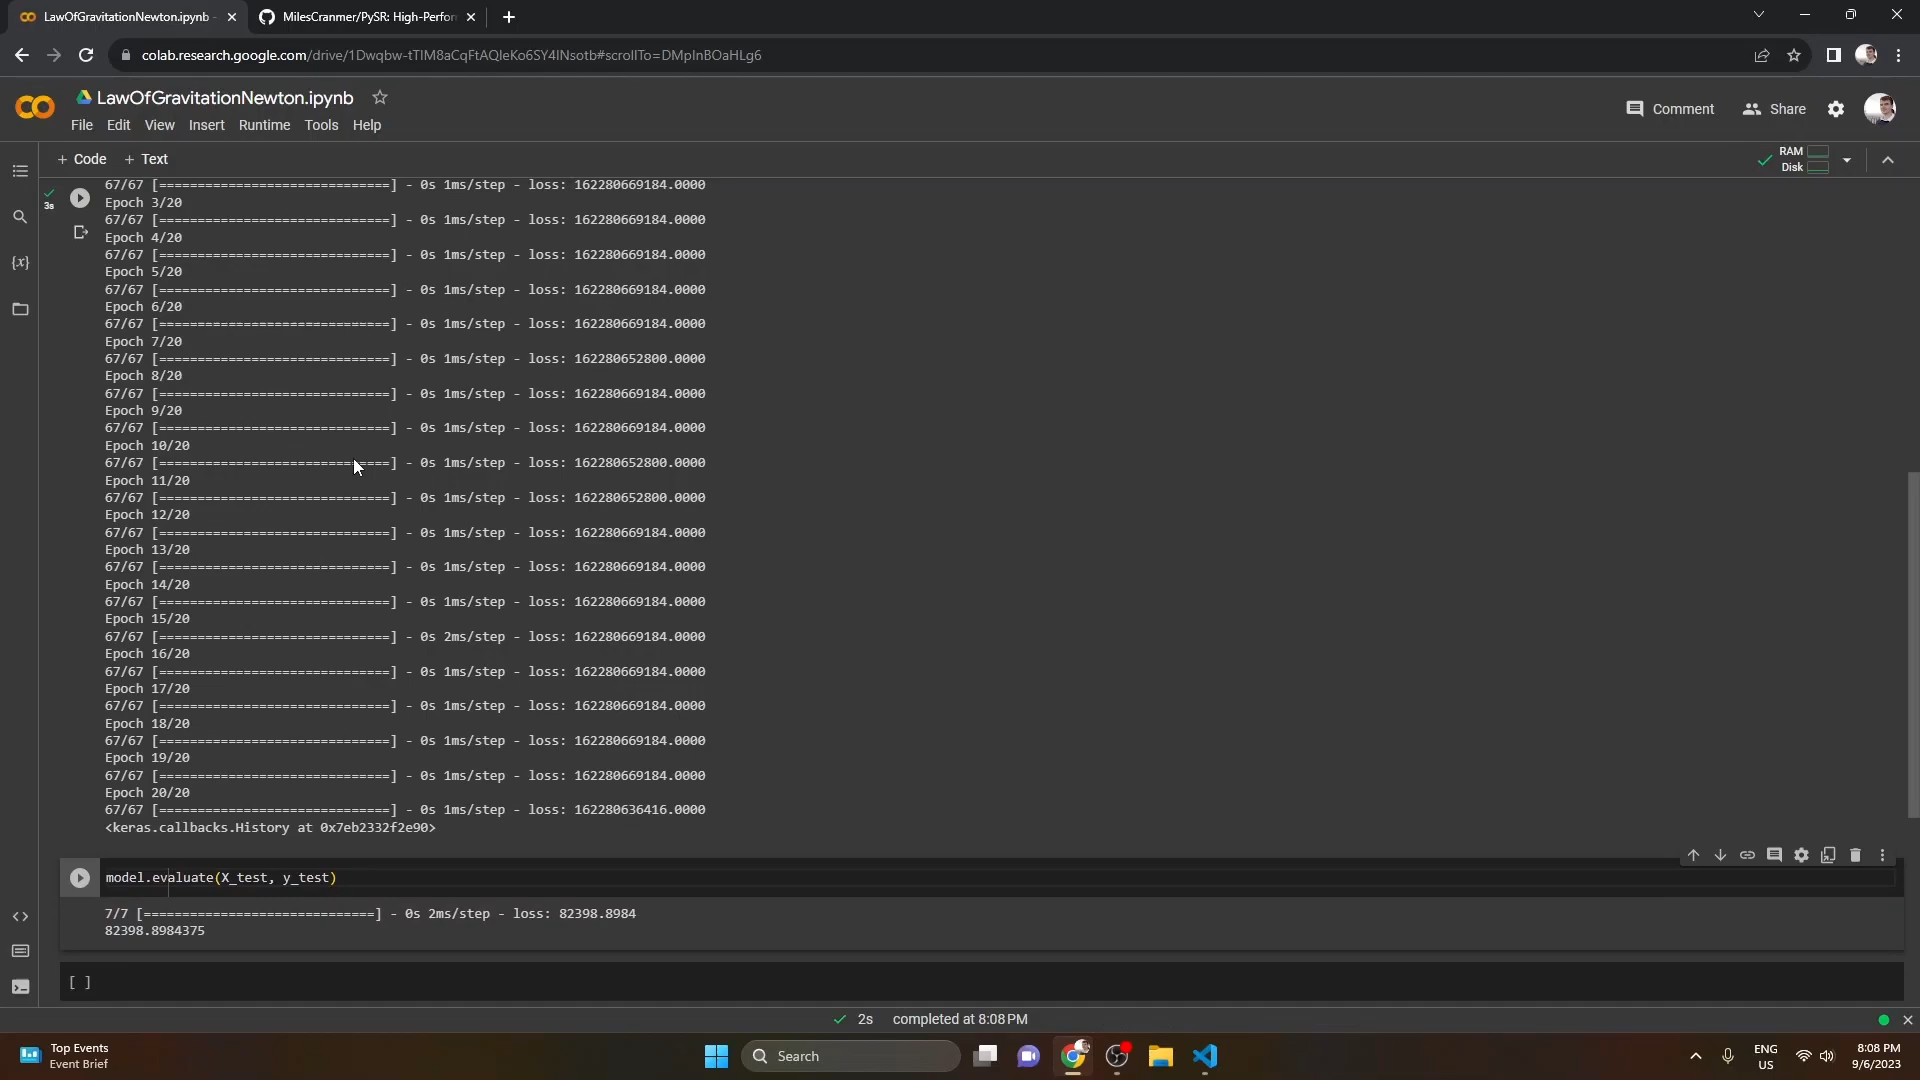 LawOfGravitationNewton.ipynb -
MilesCranmer/PySR: High-Perfor
colab.research.google.com/drive/1Dwqbw-tTIM8aCqFtAQIeKo6SY4INsotb#scrollTo=DMpInBOaHLg6
LawOfGravitationNewton.ipynb
Comment
Share
File Edit View Insert Runtime Tools Help
+ Code + Text
RAM
Disk
3s
67/67 [==============================] - 0s 1ms/step - loss: 162280669184.0000
Epoch 3/20
67/67 [==============================] - 0s 1ms/step - loss: 162280669184.0000
Epoch 4/20
67/67 [==============================] - 0s 1ms/step - loss: 162280669184.0000
Epoch 5/20
67/67 [==============================] - 0s 1ms/step - loss: 162280669184.0000
Epoch 6/20
67/67 [==============================] - 0s 1ms/step - loss: 162280669184.0000
Epoch 7/20
67/67 [==============================] - 0s 1ms/step - loss: 162280652800.0000
Epoch 8/20
67/67 [==============================] - 0s 1ms/step - loss: 162280669184.0000
Epoch 9/20
67/67 [==============================] - 0s 1ms/step - loss: 162280669184.0000
Epoch 10/20
67/67 [==============================] - 0s 1ms/step - loss: 162280652800.0000
Epoch 11/20
67/67 [==============================] - 0s 1ms/step - loss: 162280652800.0000
Epoch 12/20
67/67 [==============================] - 0s 1ms/step - loss: 162280669184.0000
Epoch 13/20
67/67 [==============================] - 0s 1ms/step - loss: 162280669184.0000
Epoch 14/20
67/67 [==============================] - 0s 1ms/step - loss: 162280669184.0000
Epoch 15/20
67/67 [==============================] - 0s 2ms/step - loss: 162280669184.0000
Epoch 16/20
67/67 [==============================] - 0s 1ms/step - loss: 162280669184.0000
Epoch 17/20
67/67 [==============================] - 0s 1ms/step - loss: 162280669184.0000
Epoch 18/20
67/67 [==============================] - 0s 1ms/step - loss: 162280669184.0000
Epoch 19/20
67/67 [==============================] - 0s 1ms/step - loss: 162280669184.0000
Epoch 20/20
67/67 [==============================] - 0s 1ms/step - loss: 162280636416.0000
<keras.callbacks.History at 0x7eb2332f2e90>
model.evaluate(X_test, y_test)
7/7 [==============================] - 0s 2ms/step - loss: 82398.8984
82398.8984375
[ ]
2s completed at 8:08 PM
Top Events
Event Brief
Search
ENG
US
8:08 PM
9/6/2023